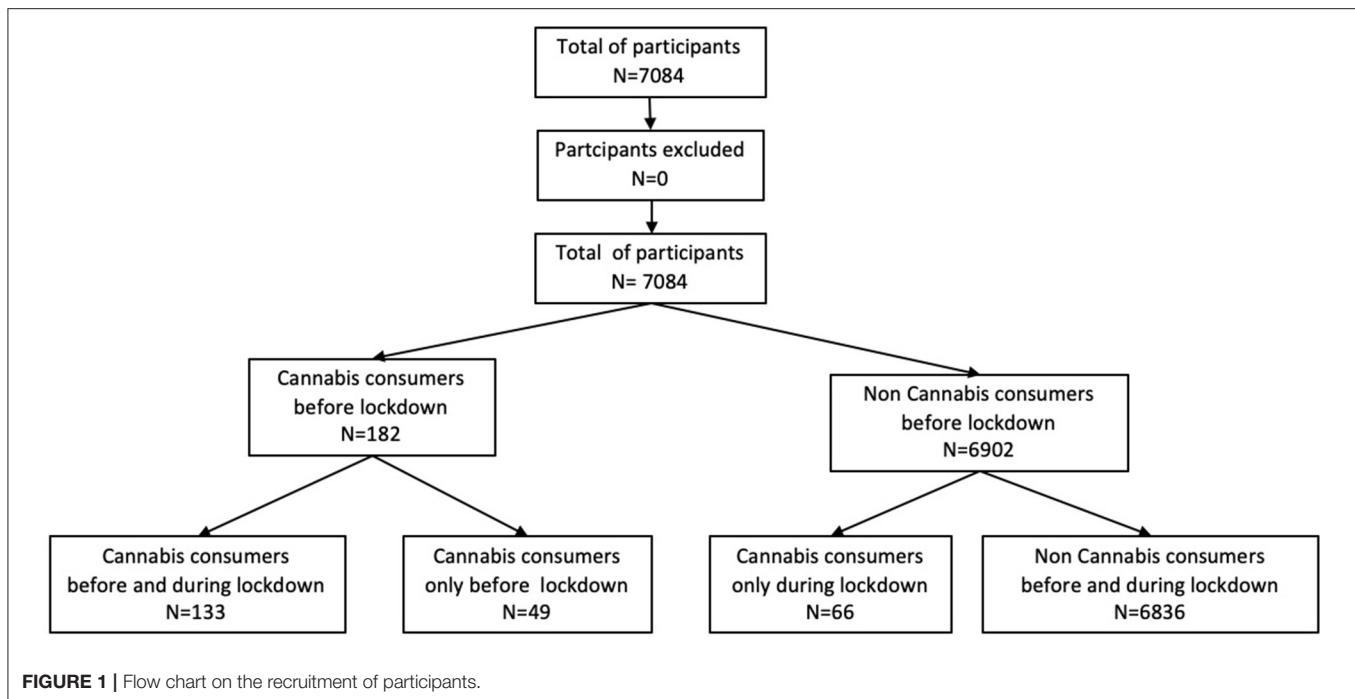 Total of participants
N=7084
Partcipants excluded
N=0
Total of participants
N= 7084
Cannabis consumers
before lockdown
N=182
Non Cannabis consumers
before lockdown
N=6902
Cannabis consumers
before and during lockdown
N=133
Cannabis consumers
only before lockdown
N=49
Cannabis consumers
only during lockdown
N=66
Non Cannabis consumers
before and during lockdown
N=6836
FIGURE 1 | Flow chart on the recruitment of participants.